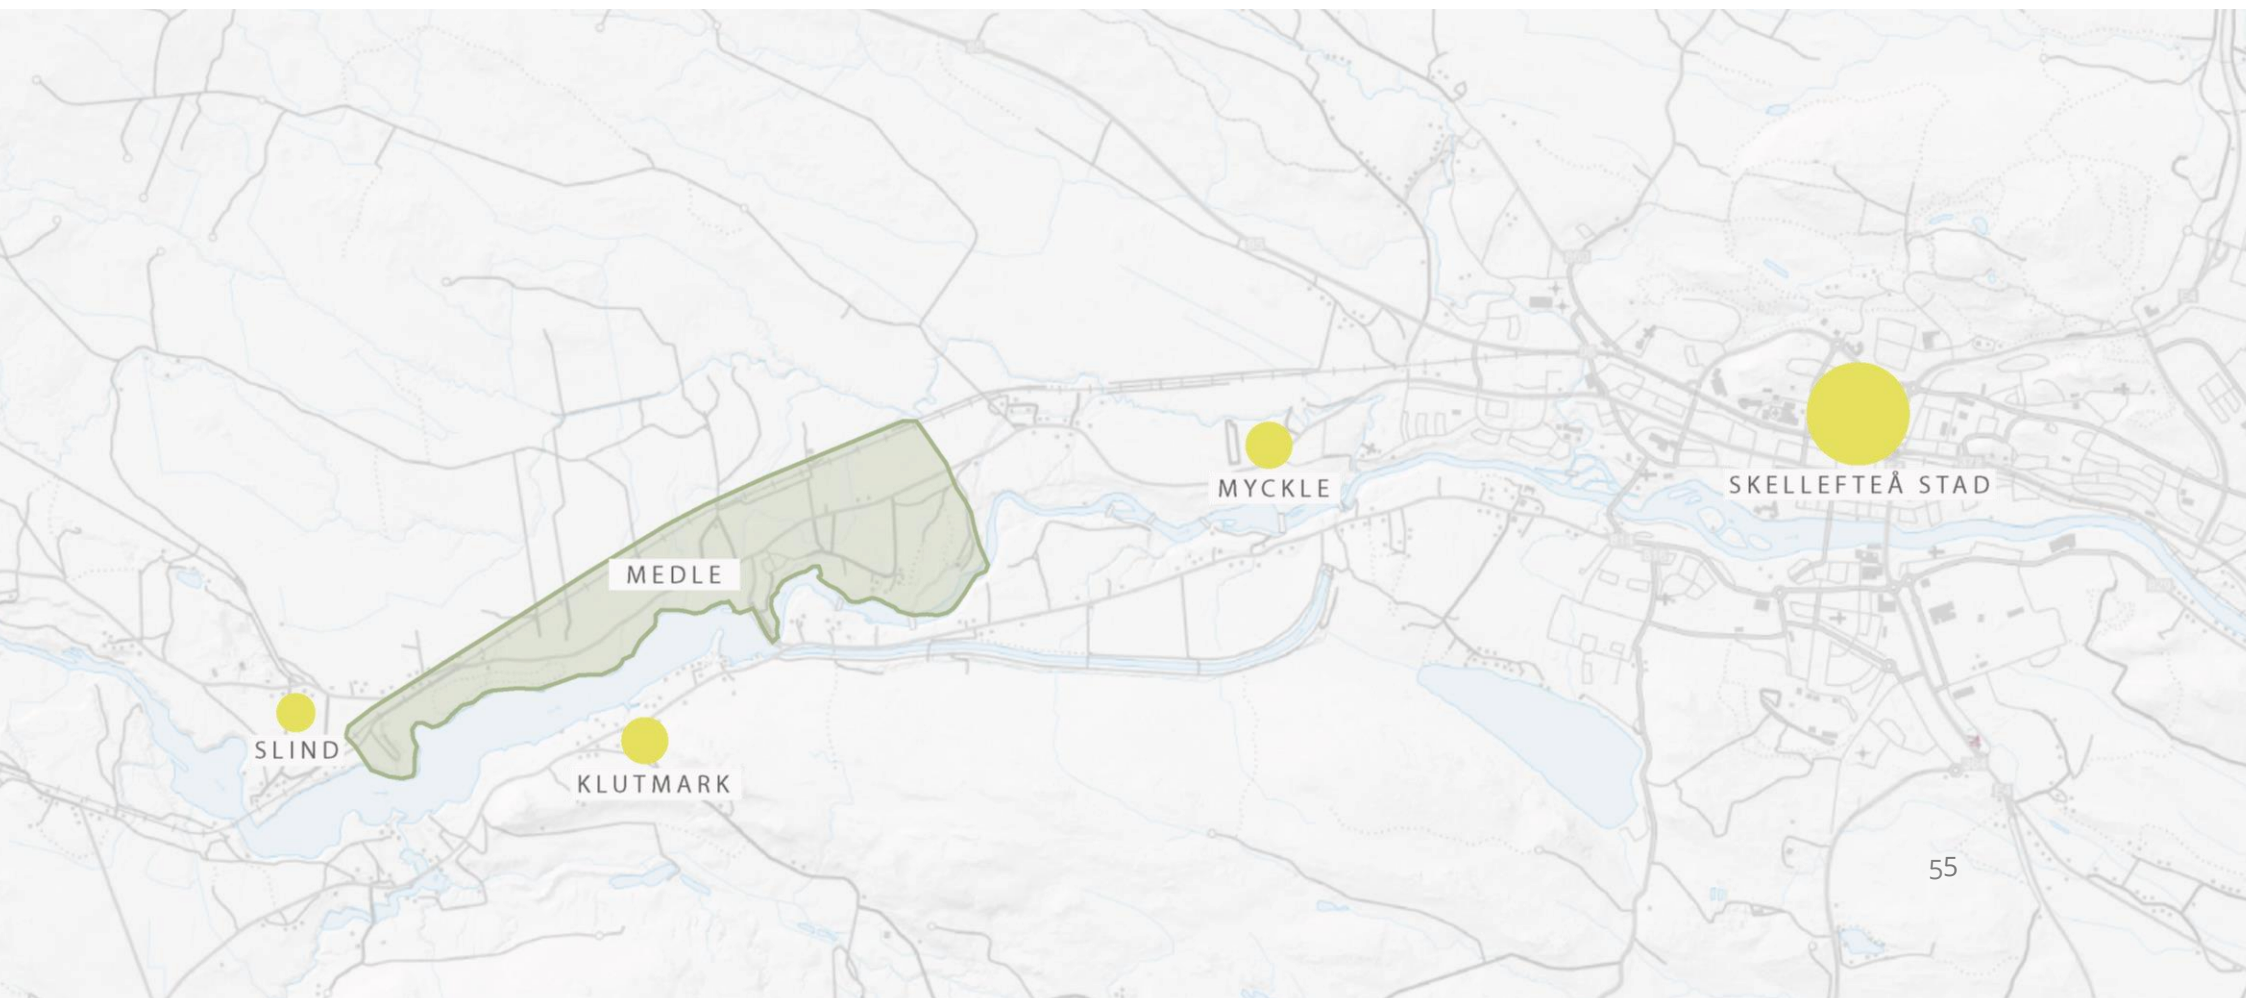 MYCKLE
SKELLEFTEÅ STAD
MEDLE
SLIND
KLUTMARK
55